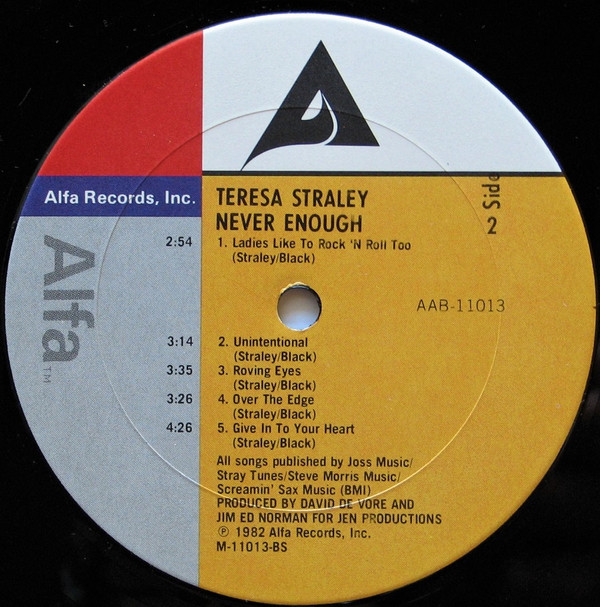 Alfa Records, Inc.
Alfa™
TERESA STRALEY
NEVER ENOUGH
Side
2
2:54 1. Ladies Like To Rock 'N Roll Too
(Straley/Black)
AAB-11013
3:14 2. Unintentional
(Straley/Black)
3:35 3. Roving Eyes
(Straley/Black)
3:26 4. Over The Edge
(Straley/Black)
4:26 5. Give In To Your Heart
(Straley/Black)
All songs published by Joss Music/
Stray Tunes/Steve Morris Music/
Screamin' Sax Music (BMI)
PRODUCED BY DAVID DE VORE AND
JIM ED NORMAN FOR JEN PRODUCTIONS
℗ 1982 Alfa Records, Inc.
M-11013-BS